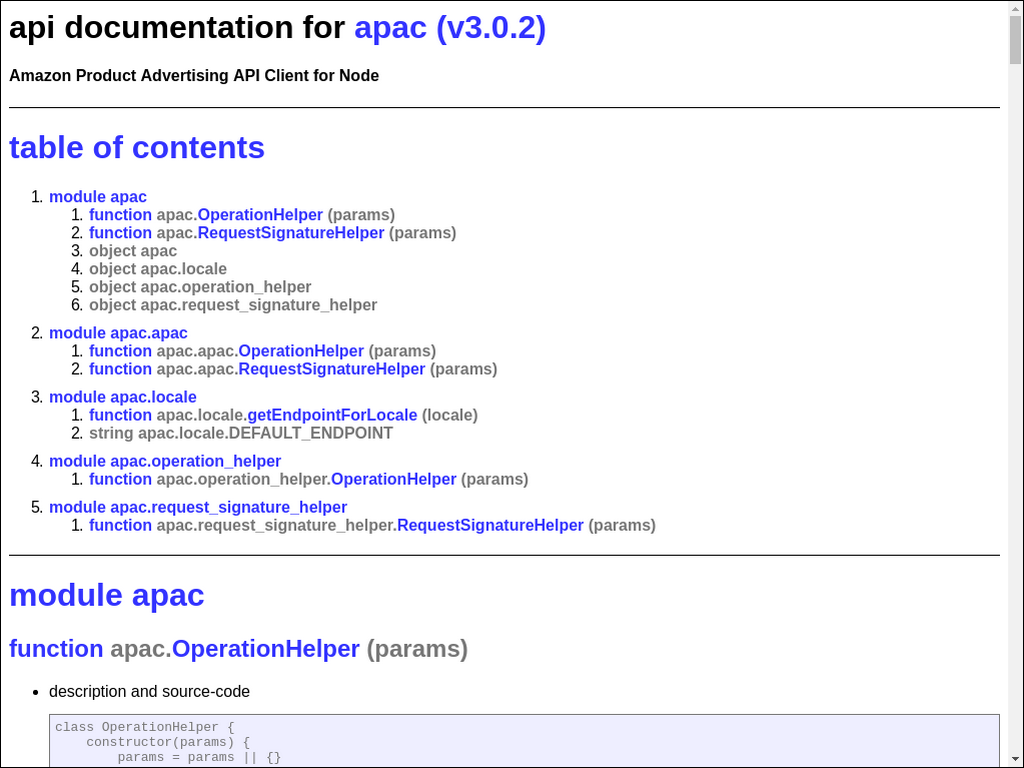 api documentation for apac (v3.0.2)
Amazon Product Advertising API Client for Node
table of contents
1. module apac
1. function apac.OperationHelper (params)
2. function apac.RequestSignatureHelper (params)
3. object apac
4. object apac.locale
5. object apac.operation_helper
6. object apac.request_signature_helper
2. module apac.apac
1. function apac.apac.OperationHelper (params)
2. function apac.apac.RequestSignatureHelper (params)
3. module apac.locale
1. function apac.locale.getEndpointForLocale (locale)
2. string apac.locale.DEFAULT_ENDPOINT
4. module apac.operation_helper
1. function apac.operation_helper.OperationHelper (params)
5. module apac.request_signature_helper
1. function apac.request_signature_helper.RequestSignatureHelper (params)
module apac
function apac.OperationHelper (params)
• description and source-code
class OperationHelper {
    constructor(params) {
        params = params || {}